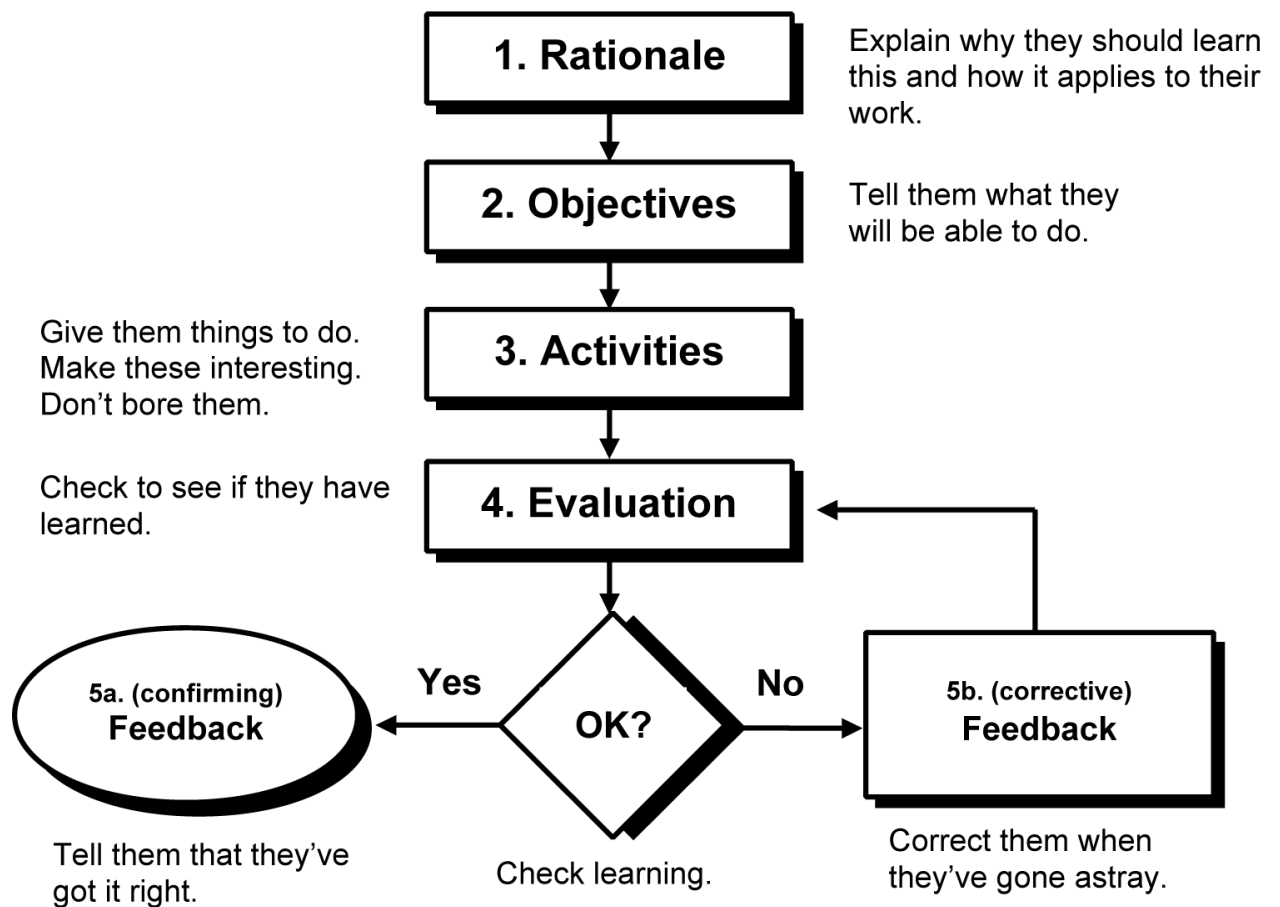 1. Rationale
Explain why they should learn
this and how it applies to their
work.
2. Objectives
Tell them what they
will be able to do.
3. Activities
Give them things to do.
Make these interesting.
Don’t bore them.
4. Evaluation
Check to see if they have
learned.
OK?
Check learning.
Yes
5a. (confirming)
Feedback
Tell them that they’ve
got it right.
No
5b. (corrective)
Feedback
Correct them when
they’ve gone astray.